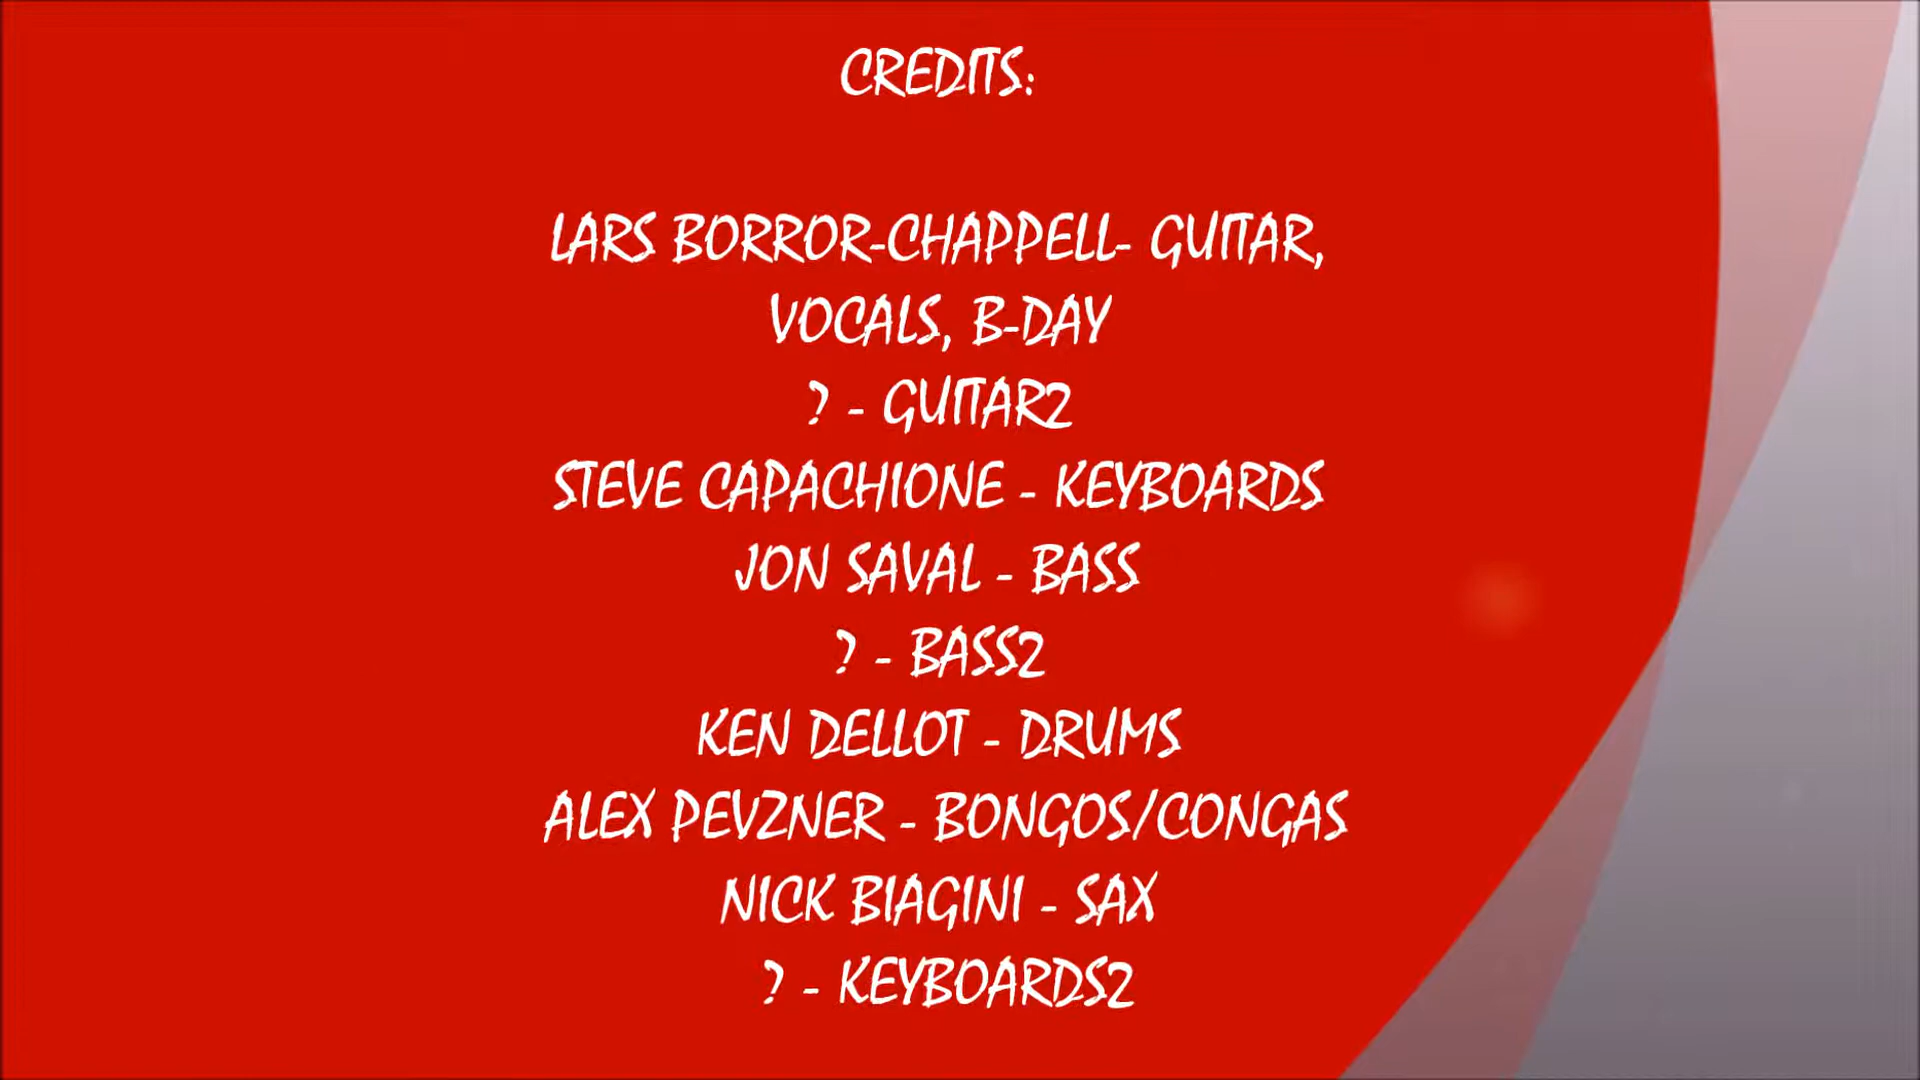 CREDITS:
LARS BORROR-CHAPPELL- GUITAR,
VOCALS, B-DAY
? - GUITAR2
STEVE CAPACHIONE - KEYBOARDS
JON SAVAL - BASS
? - BASS2
KEN DELLOT - DRUMS
ALEX PEVZNER - BONGOS/CONGAS
NICK BIAGINI - SAX
? - KEYBOARDS2